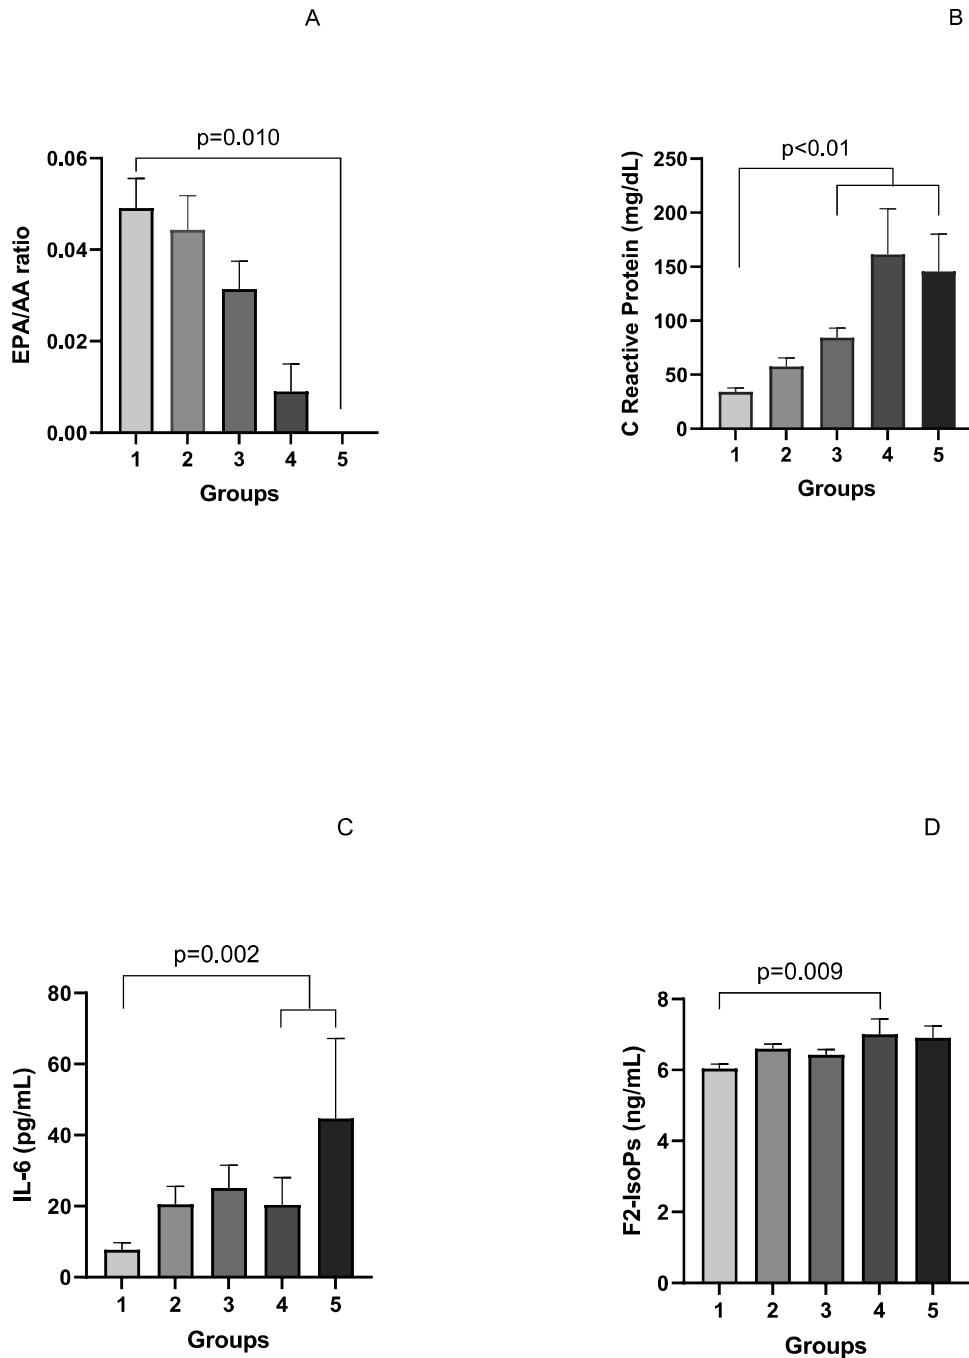 A
p=0.010
EPA/AA ratio
0.06
0.04
0.02
0.00
1 2 3 4 5
Groups
B
p<0.01
C Reactive Protein (mg/dL)
250
200
150
100
50
0
1 2 3 4 5
Groups
C
p=0.002
IL-6 (pg/mL)
80
60
40
20
0
1 2 3 4 5
Groups
D
p=0.009
F2-IsoPs (ng/mL)
8
6
4
2
0
1 2 3 4 5
Groups